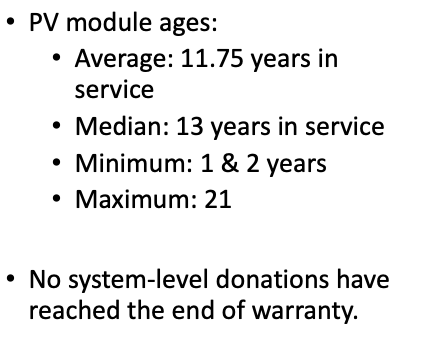 • PV module ages:
• Average: 11.75 years in
service
• Median: 13 years in service
• Minimum: 1 & 2 years
• Maximum: 21
• No system-level donations have
reached the end of warranty.